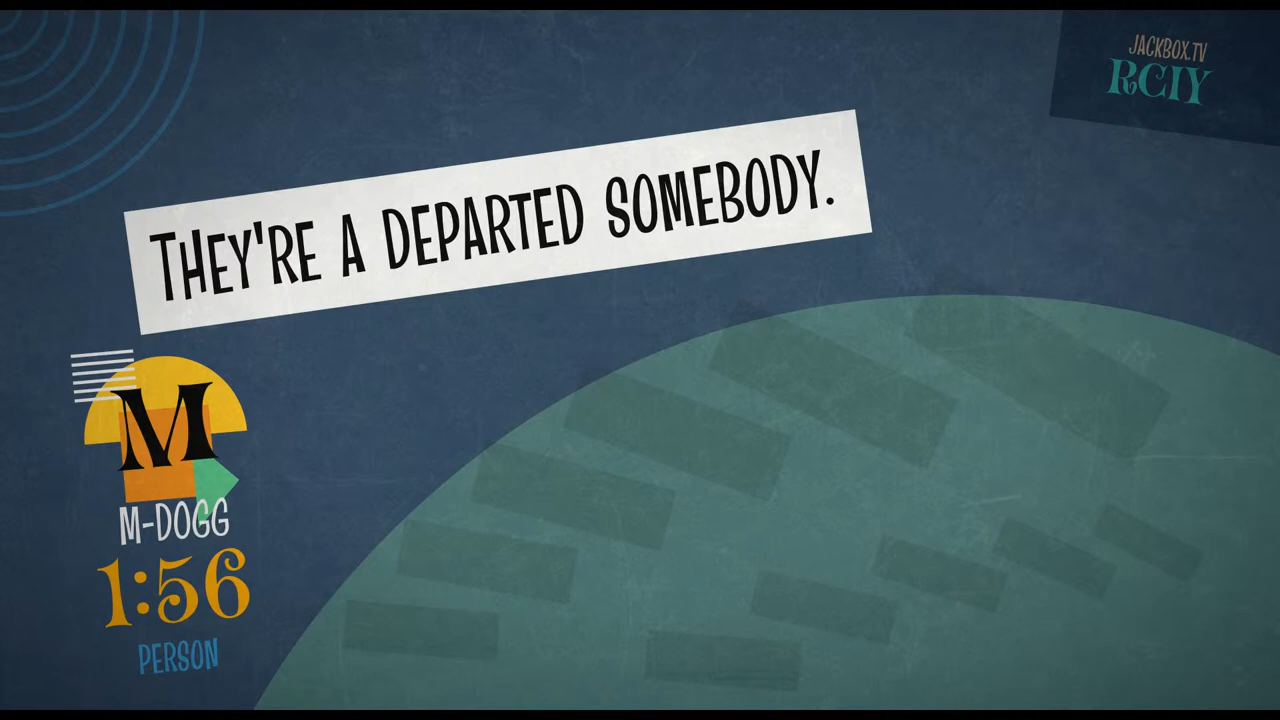 JACKBOX.TV
RCIY
THEY'RE A DEPARTED SOMEBODY.
M
M-DOGG
1:56
PERSON